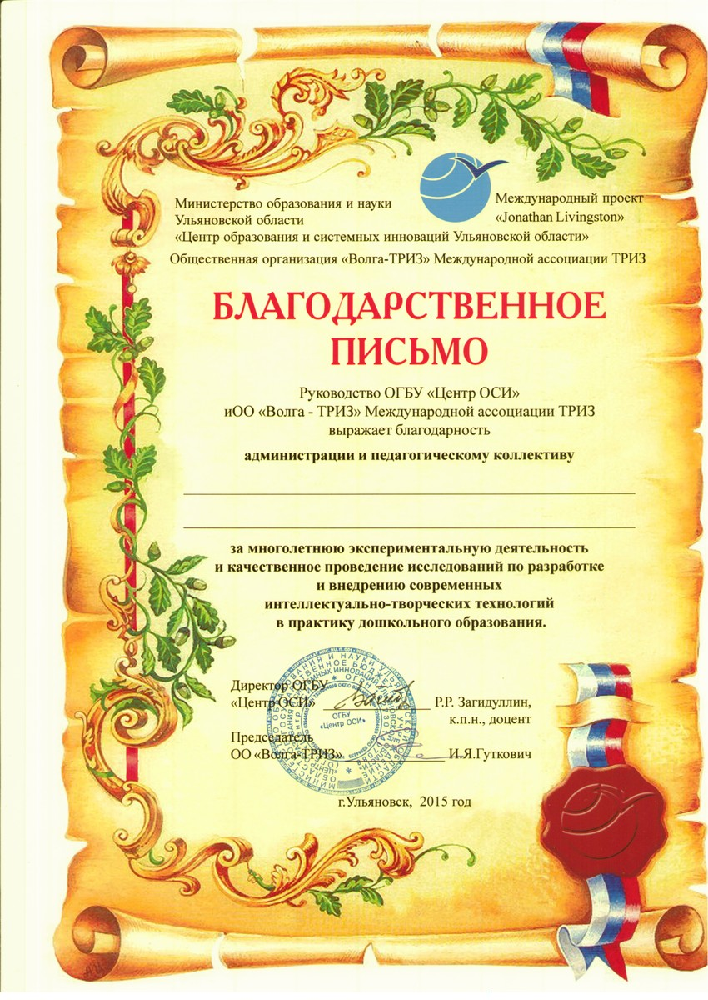 Министерство образования и науки
Ульяновской области
Международный проект
«Jonathan Livingston»
«Центр образования и системных инноваций Ульяновской области»
Общественная организация «Волга-ТРИЗ» Международной ассоциации ТРИЗ
БЛАГОДАРСТВЕННОЕ
ПИСЬМО
Руководство ОГБУ «Центр ОСИ»
иОО «Волга - ТРИЗ» Международной ассоциации ТРИЗ
выражает благодарность
администрации и педагогическому коллективу
за многолетнюю экспериментальную деятельность
и качественное проведение исследований по разработке
и внедрению современных
интеллектуально-творческих технологий
в практику дошкольного образования.
Директор ОГБУ
«Центр ОСИ» Р.Р. Загидуллин,
к.п.н., доцент
Председатель
ОО «Волга-ТРИЗ» И.Я.Гуткович
ОГБУ
«Центр ОСИ»
г.Ульяновск, 2015 год